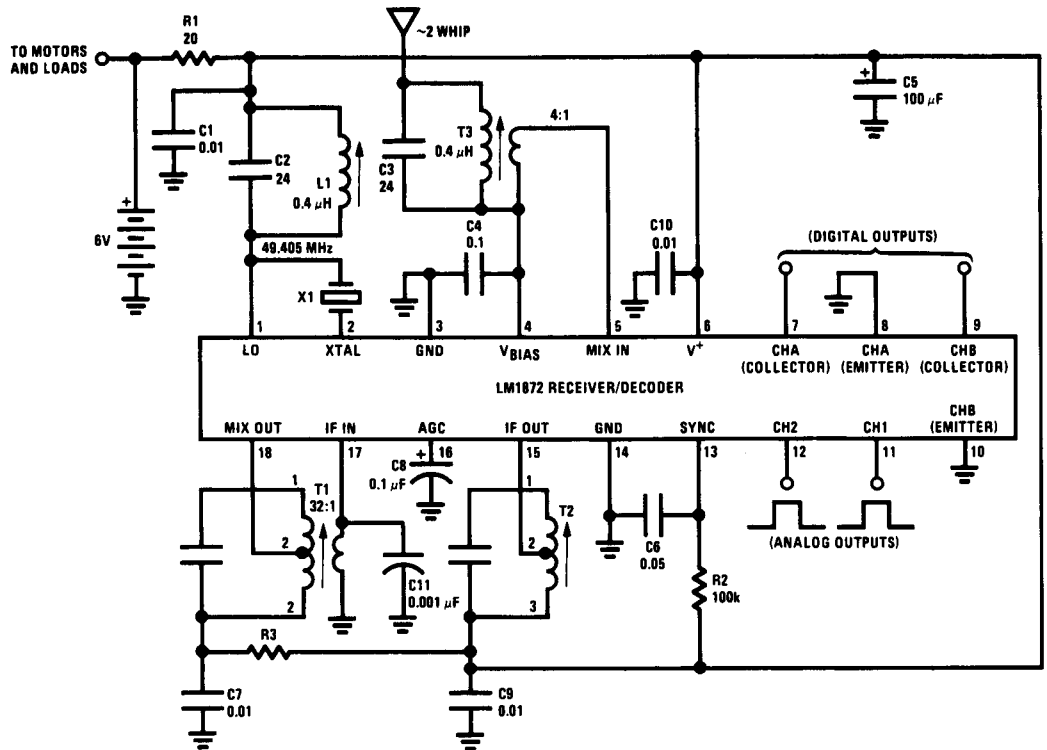 R1
20
~2 WHIP
TO MOTORS
AND LOADS
+
C5
100 μF
C1
0.01
C2
24
L1
0.4 μH
C3
24
T3
0.4 μH
4:1
+
6V
49.405 MHz
X1
C4
0.1
C10
0.01
(DIGITAL OUTPUTS)
1
2
3
4
5
6
7
8
9
LO
XTAL
GND
VBIAS
MIX IN
V+
CHA
(COLLECTOR)
CHA
(EMITTER)
CHB
(COLLECTOR)
LM1872 RECEIVER/DECODER
MIX OUT
IF IN
AGC
IF OUT
GND
SYNC
CH2
CH1
CHB
(EMITTER)
18
17
16
15
14
13
12
11
10
+
C8
0.1 μF
1
T1
32:1
2
2
C11
0.001 μF
1
T2
2
3
C6
0.05
R2
100k
(ANALOG OUTPUTS)
R3
C7
0.01
C9
0.01